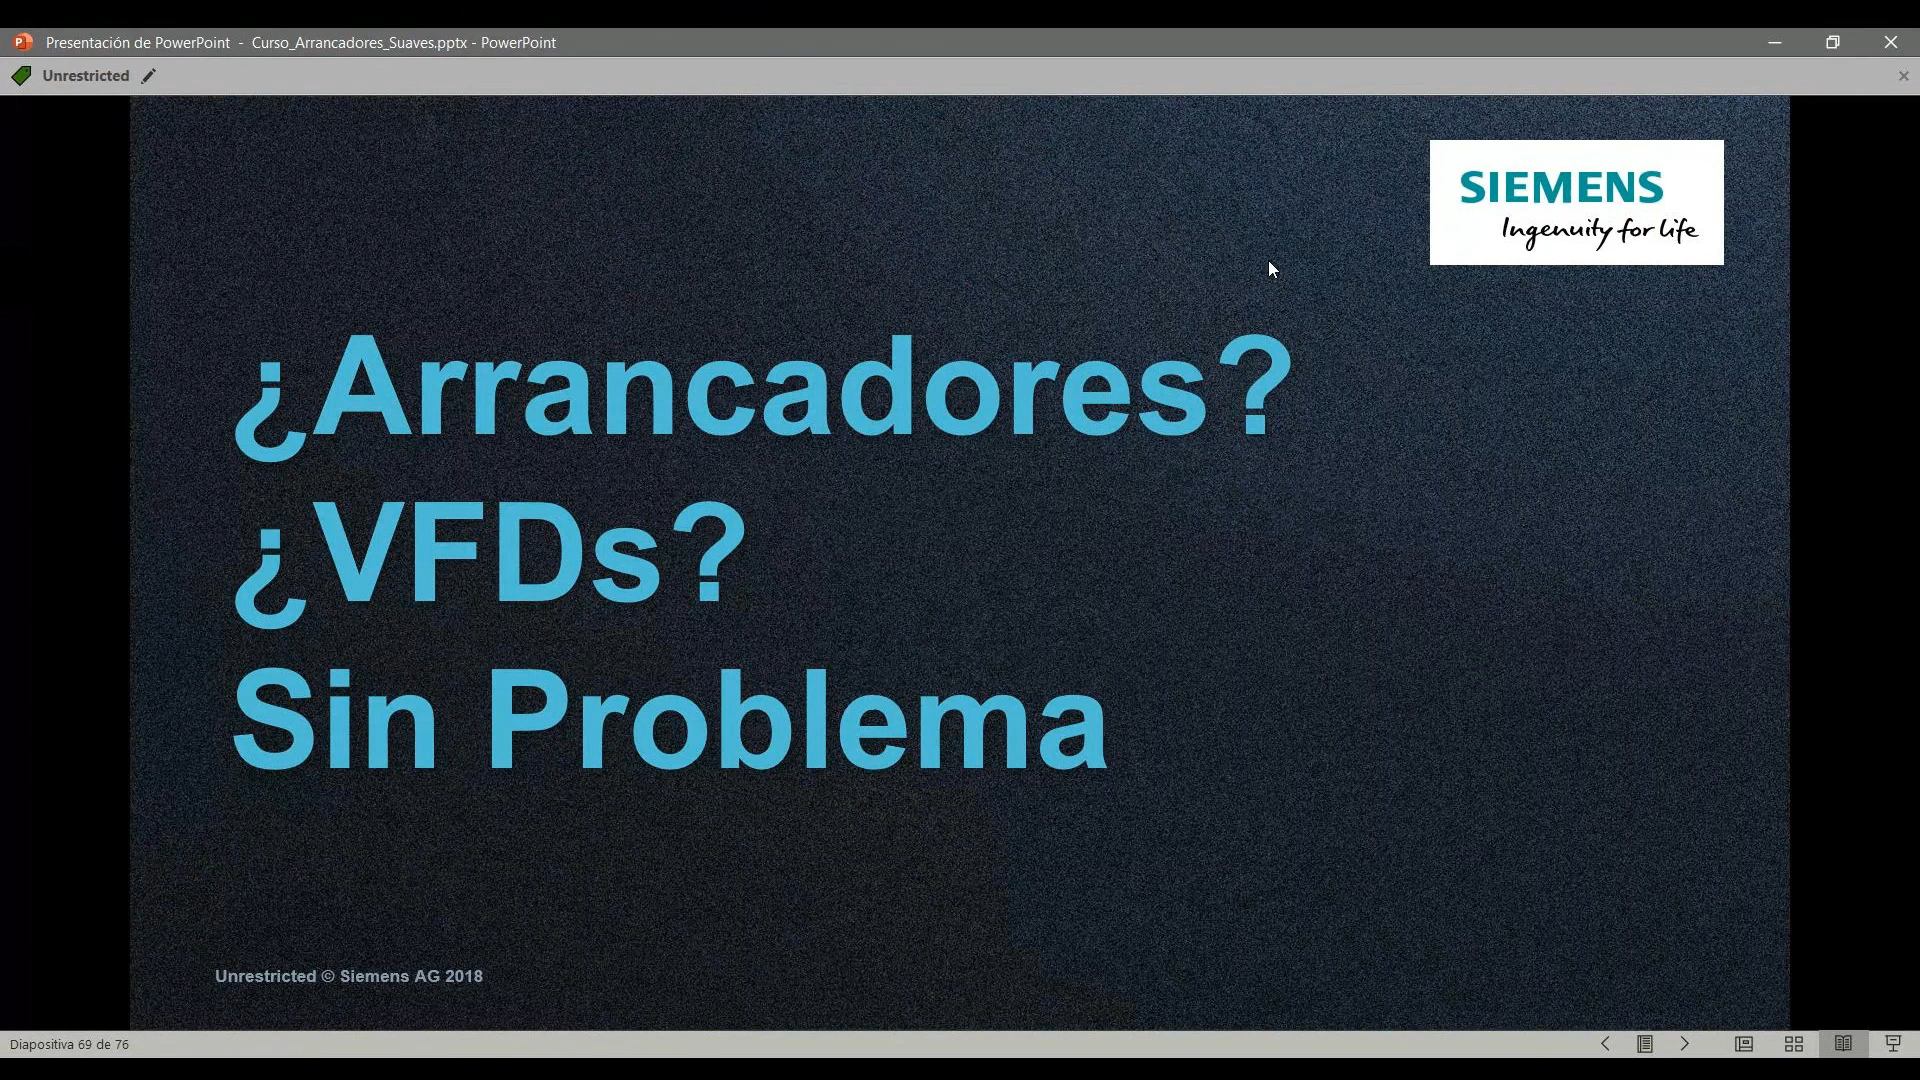 Presentación de PowerPoint - Curso_Arrancadores_Suaves.pptx - PowerPoint
Unrestricted
SIEMENS
Ingenuity for life
¿Arrancadores?
¿VFDs?
Sin Problema
Unrestricted © Siemens AG 2018
Diapositiva 69 de 76